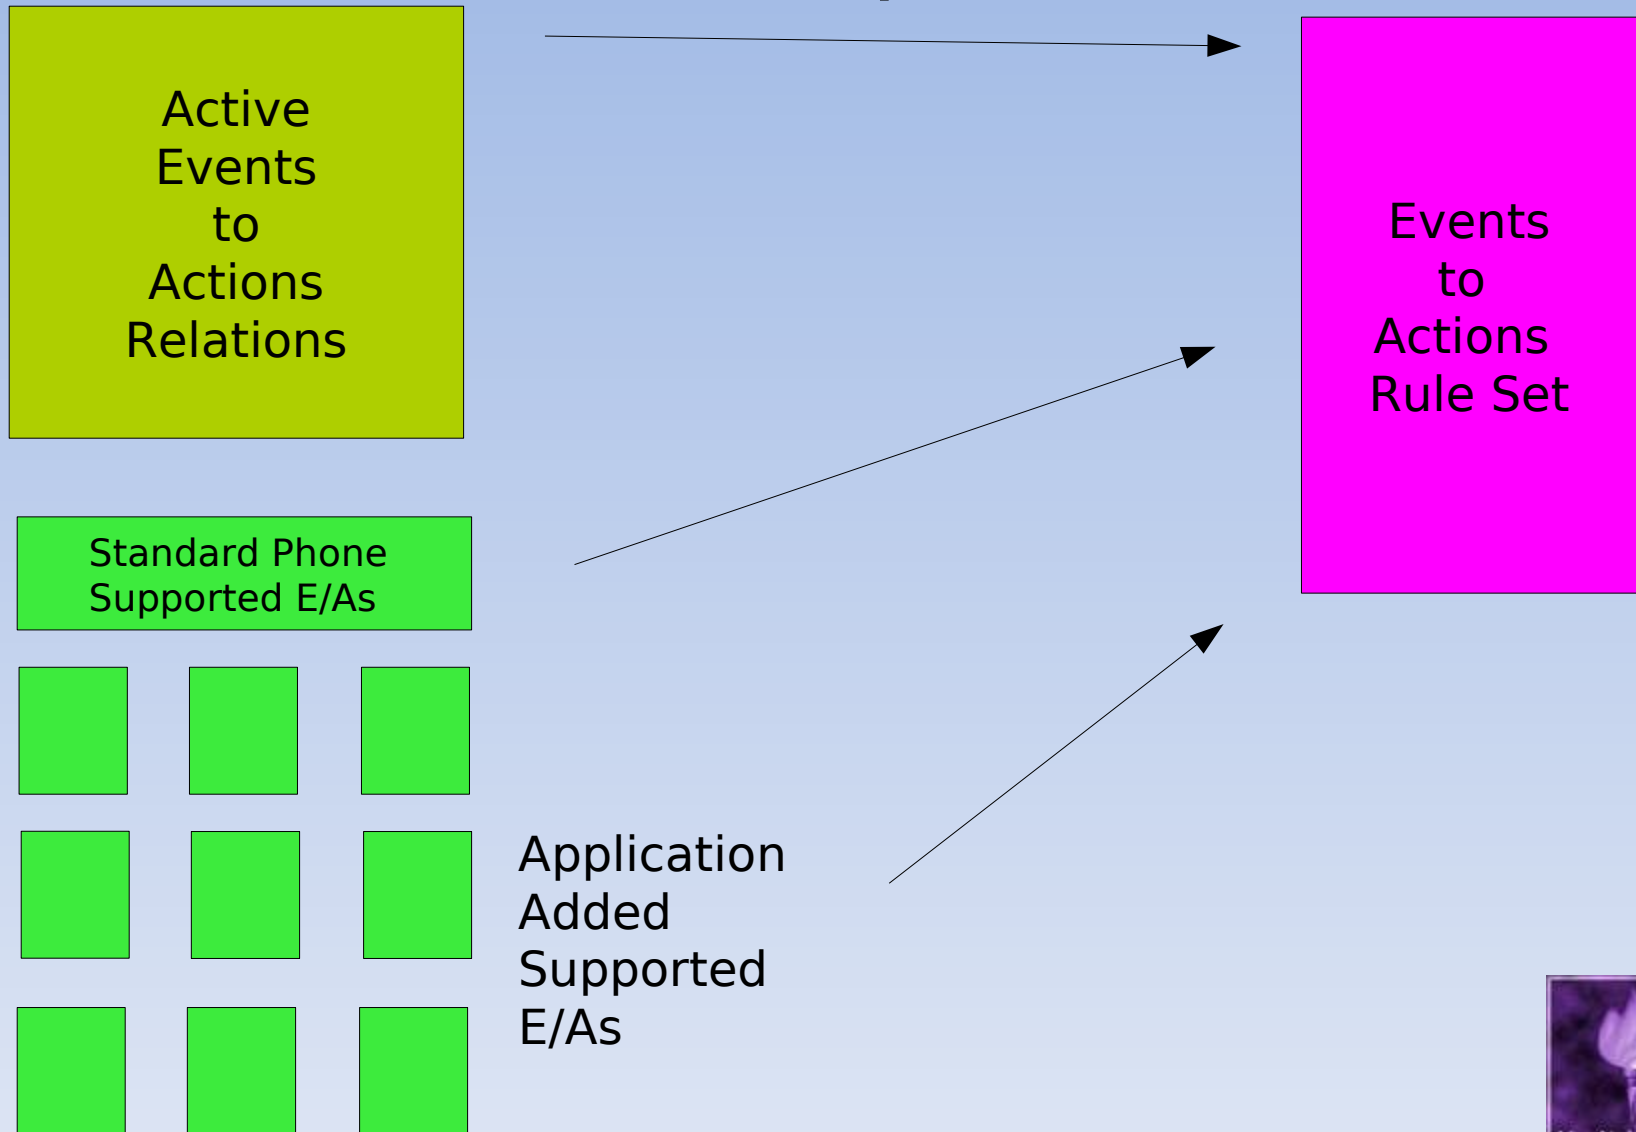 Active
Events
to
Actions
Relations
Events
to
Actions
Rule Set
Standard Phone
Supported E/As
Application
Added
Supported
E/As